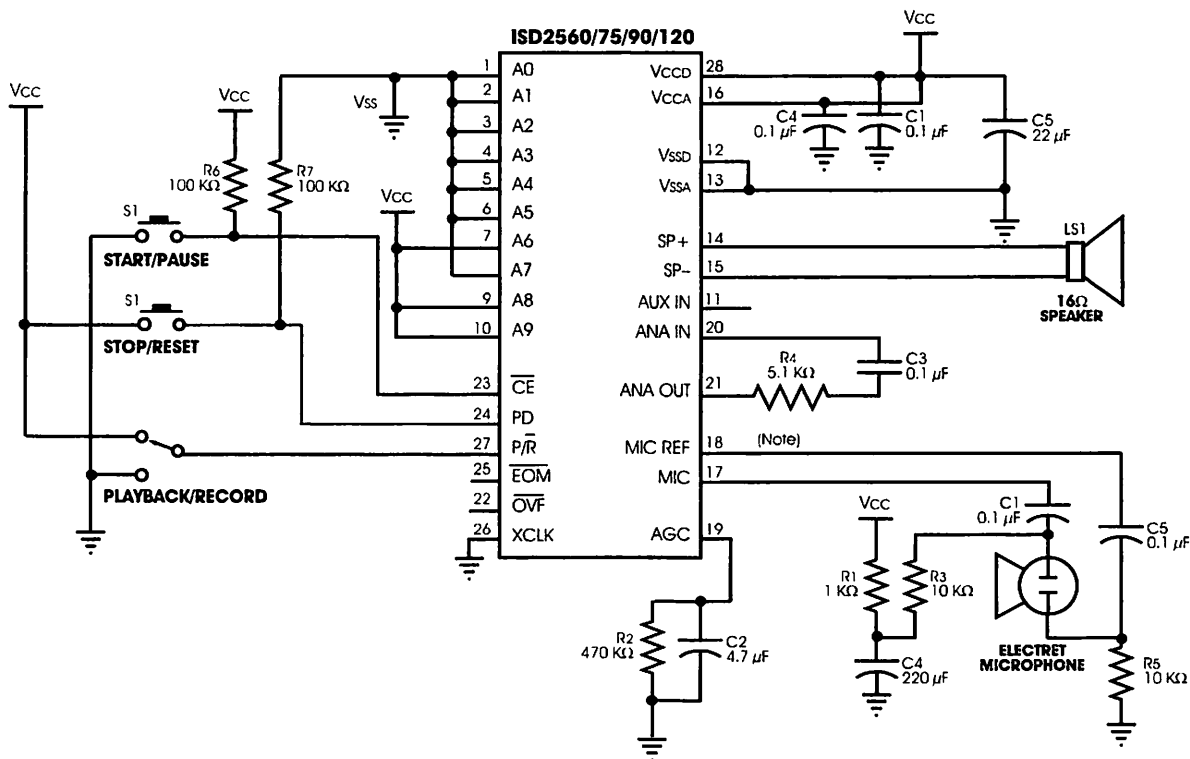 ISD2560/75/90/120
VCC
1 A0
2 A1
3 A2
4 A3
5 A4
6 A5
7 A6
A7
9 A8
10 A9
23 C̅E̅
24 PD
27 P/R̅
25 E̅O̅M̅
22 O̅V̅F̅
26 XCLK
VCCD 28
VCCA 16
VSSD 12
VSSA 13
SP+ 14
SP– 15
AUX IN 11
ANA IN 20
ANA OUT 21
MIC REF 18 (Note)
MIC 17
AGC 19
VCC
VCC
VSS
R6
100 KΩ
R7
100 KΩ
VCC
S1
START/PAUSE
S1
STOP/RESET
PLAYBACK/RECORD
C4
0.1 µF
C1
0.1 µF
C5
22 µF
LS1
16Ω
SPEAKER
R4
5.1 KΩ
C3
0.1 µF
C1
0.1 µF
C5
0.1 µF
VCC
R1
1 KΩ
R3
10 KΩ
C4
220 µF
ELECTRET
MICROPHONE
R5
10 KΩ
R2
470 KΩ
C2
4.7 µF